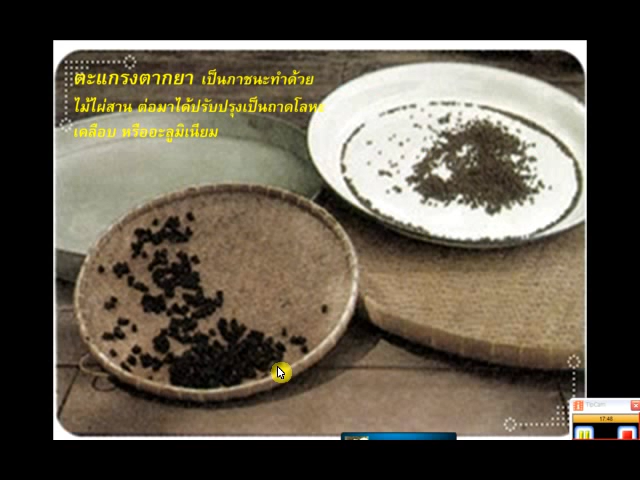 ตะแกรงตากยา เป็นภาชนะทำด้วย
ไม้ไผ่สาน ต่อมาได้ปรับปรุงเป็นถาดโลหะ
เคลือบ หรืออะลูมิเนียม
17:48